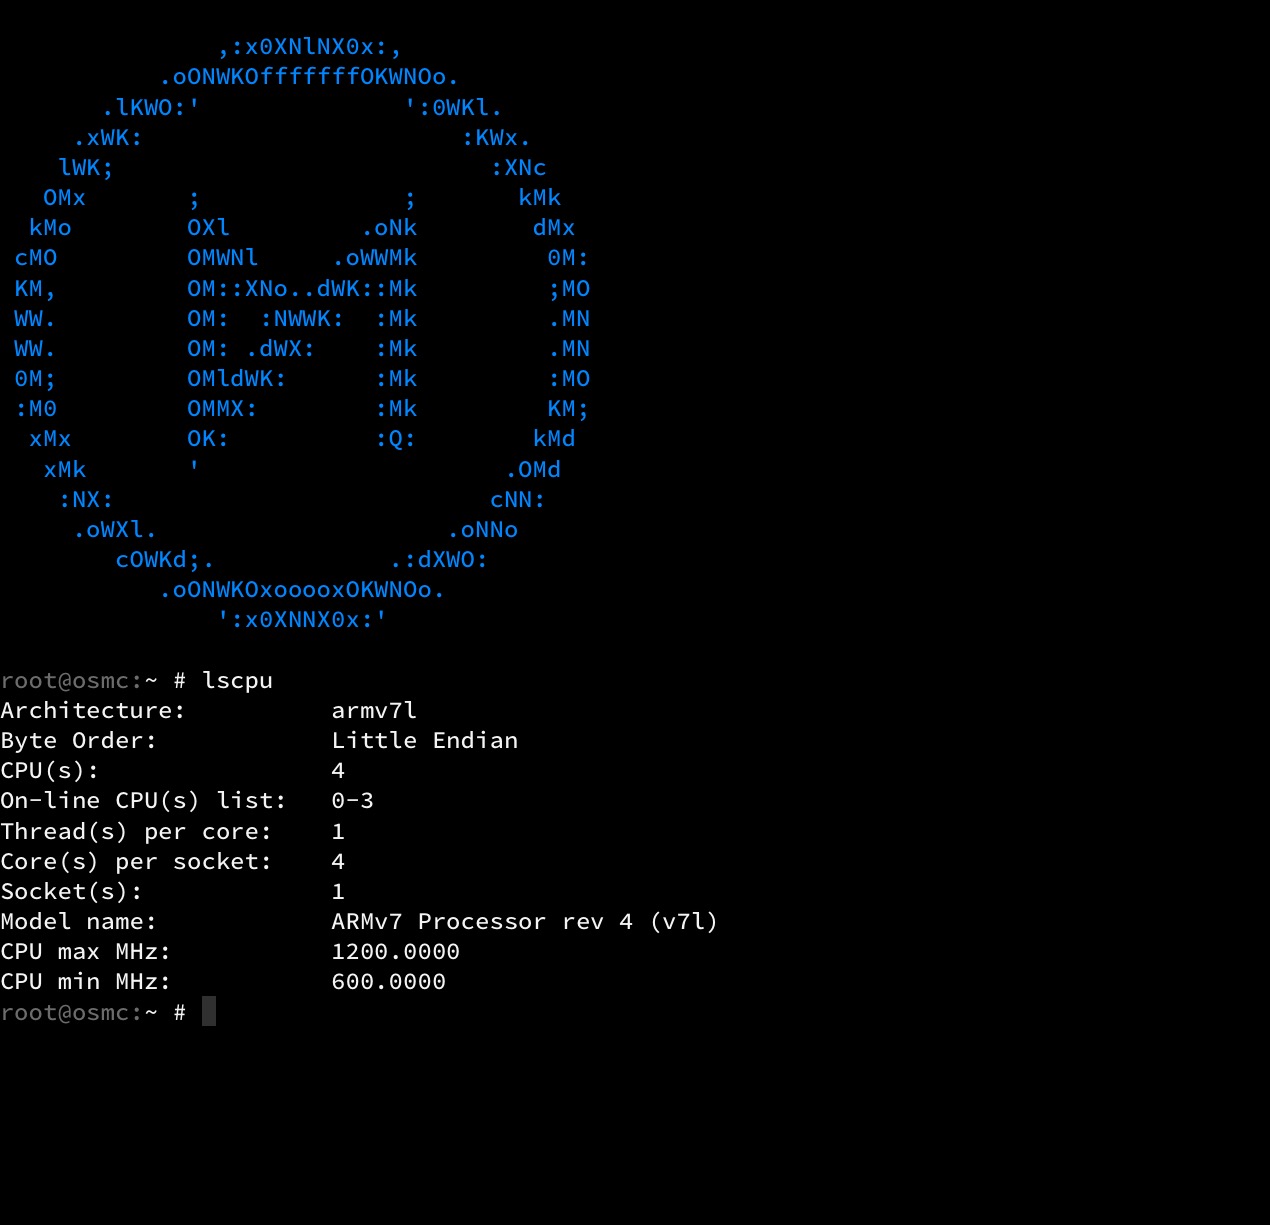 ,:x0XNlNX0x:,
           .oONWKOfffffffOKWNOo.
       .lKWO:'              ':0WKl.
     .xWK:                      :KWx.
    lWK;                          :XNc
   OMx       ;              ;       kMk
  kMo        OXl         .oNk        dMx
 cMO         OMWNl     .oWWMk         0M:
 KM,         OM::XNo..dWK::Mk         ;MO
 WW.         OM:  :NWWK:  :Mk         .MN
 WW.         OM: .dWX:    :Mk         .MN
 0M;         OMldWK:      :Mk         :MO
 :M0         OMMX:        :Mk         KM;
  xMx        OK:          :Q:        kMd
   xMk       '                     .OMd
    :NX:                          cNN:
     .oWXl.                    .oNNo
        cOWKd;.            .:dXWO:
           .oONWKOxooooxOKWNOo.
               ':x0XNNX0x:'
root@osmc:~ # lscpu
Architecture:          armv7l
Byte Order:            Little Endian
CPU(s):                4
On-line CPU(s) list:   0-3
Thread(s) per core:    1
Core(s) per socket:    4
Socket(s):             1
Model name:            ARMv7 Processor rev 4 (v7l)
CPU max MHz:           1200.0000
CPU min MHz:           600.0000
root@osmc:~ #